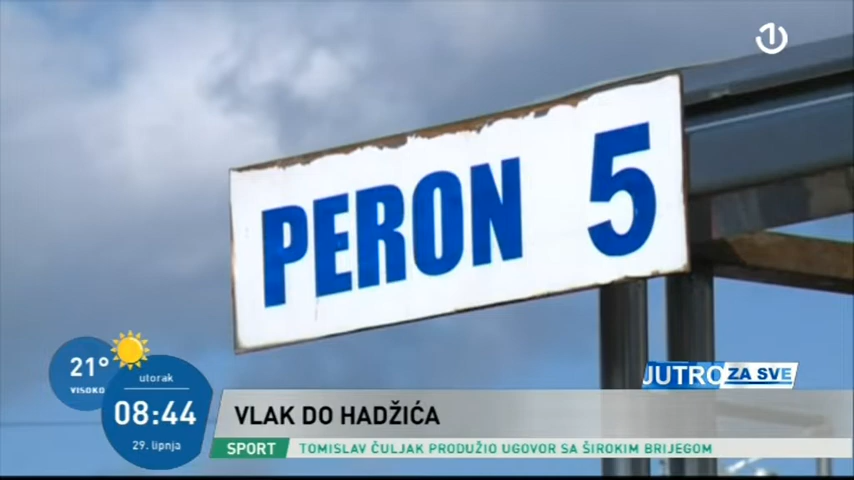 1
PERON 5
21°
VISOKO
utorak
08:44
29. lipnja
JUTRO ZA SVE
VLAK DO HADŽIĆA
SPORT TOMISLAV ČULJAK PRODUŽIO UGOVOR SA ŠIROKIM BRIJEGOM